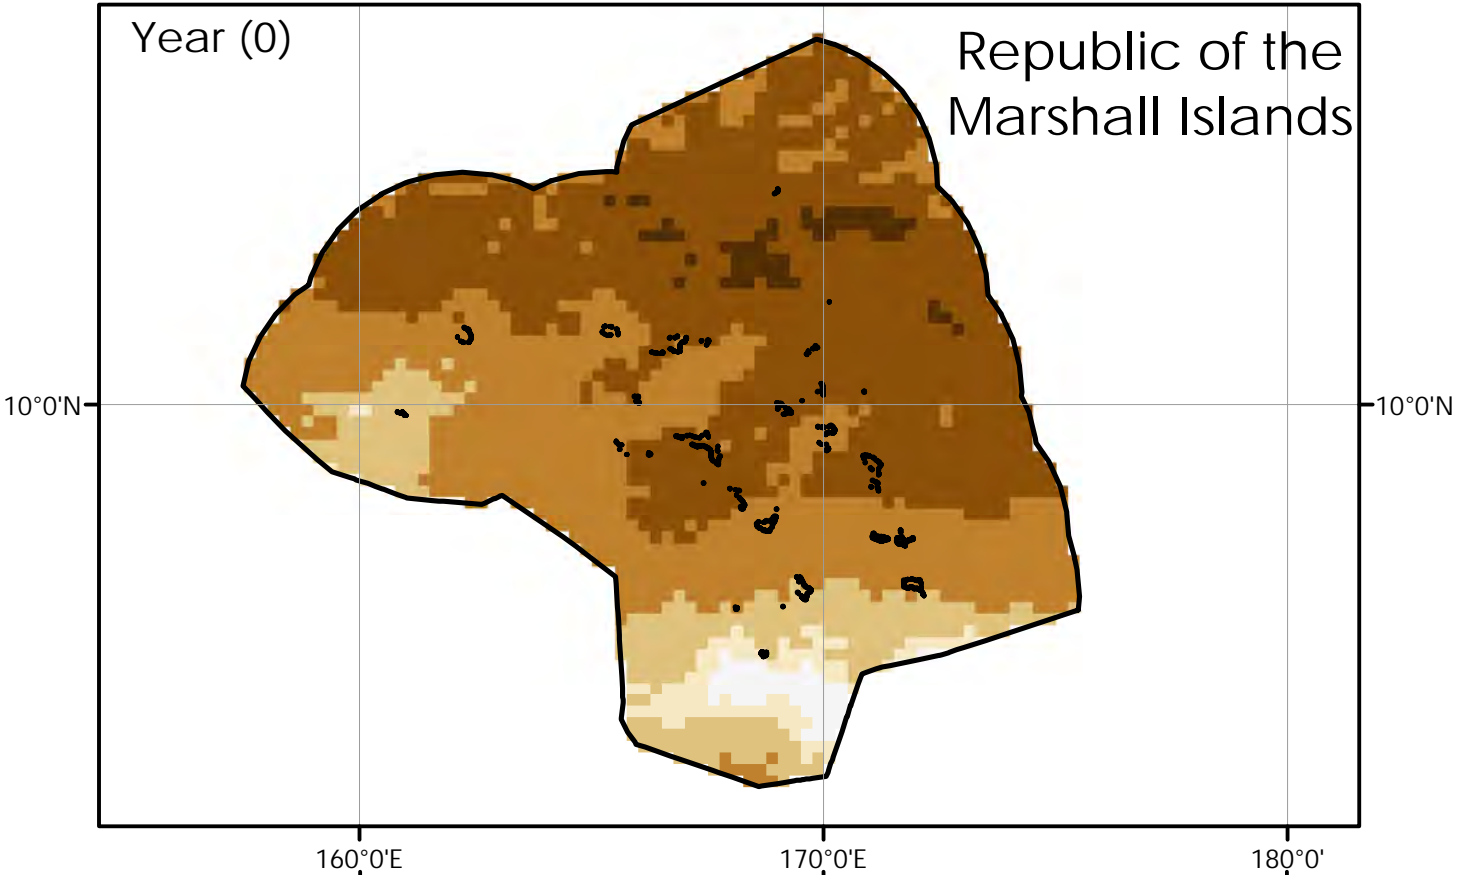 Year (0)
Republic of the
Marshall Islands
10°0'N
10°0'N
160°0'E
170°0'E
180°0'